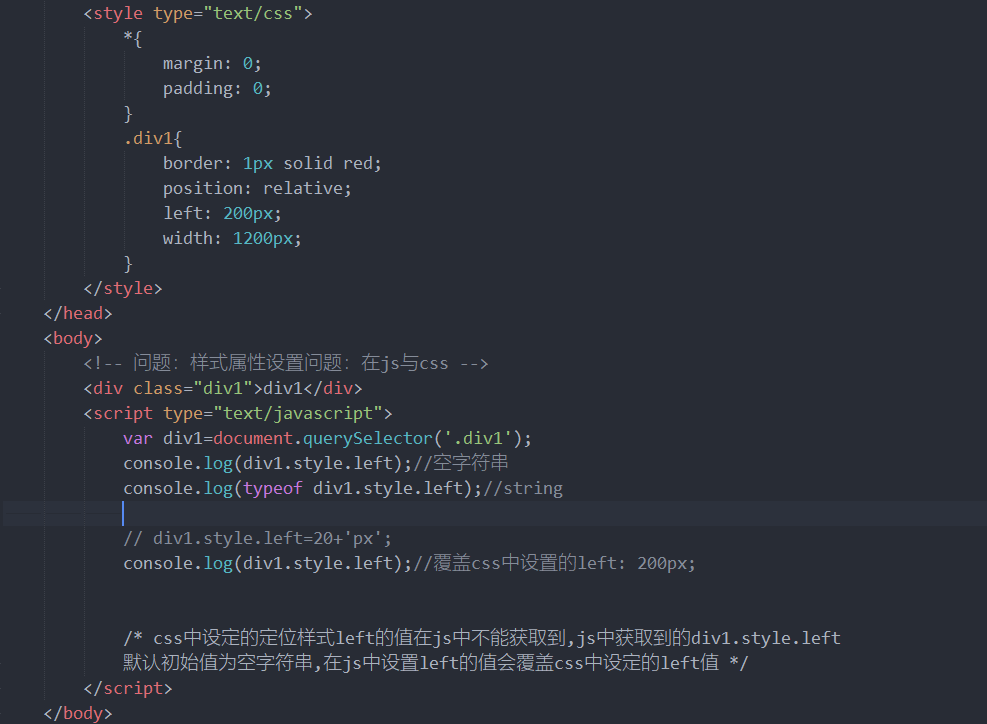 <style type="text/css">
*{
margin: 0;
padding: 0;
}
.div1{
border: 1px solid red;
position: relative;
left: 200px;
width: 1200px;
}
</style>
</head>
<body>
<!-- 问题: 样式属性设置问题: 在js与css -->
<div class="div1">div1</div>
<script type="text/javascript">
var div1=document.querySelector('.div1');
console.log(div1.style.left);//空字符串
console.log(typeof div1.style.left);//string
// div1.style.left=20+'px';
console.log(div1.style.left);//覆盖css中设置的left: 200px;
/* css中设定的定位样式left的值在js中不能获取到,js中获取到的div1.style.left
默认初始值为空字符串,在js中设置left的值会覆盖css中设定的left值 */
</script>
</body>